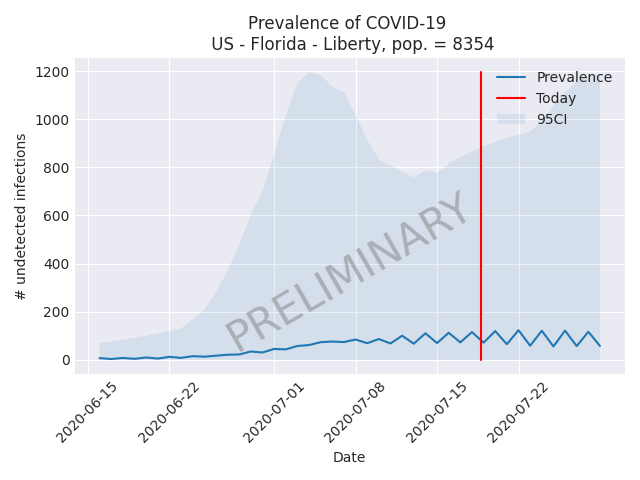 Prevalence of COVID-19
US - Florida - Liberty, pop. = 8354
1200
1000
800
600
400
200
0
# undetected infections
Prevalence
Today
95CI
PRELIMINARY
2020-06-15
2020-06-22
2020-07-01
2020-07-08
2020-07-15
2020-07-22
Date